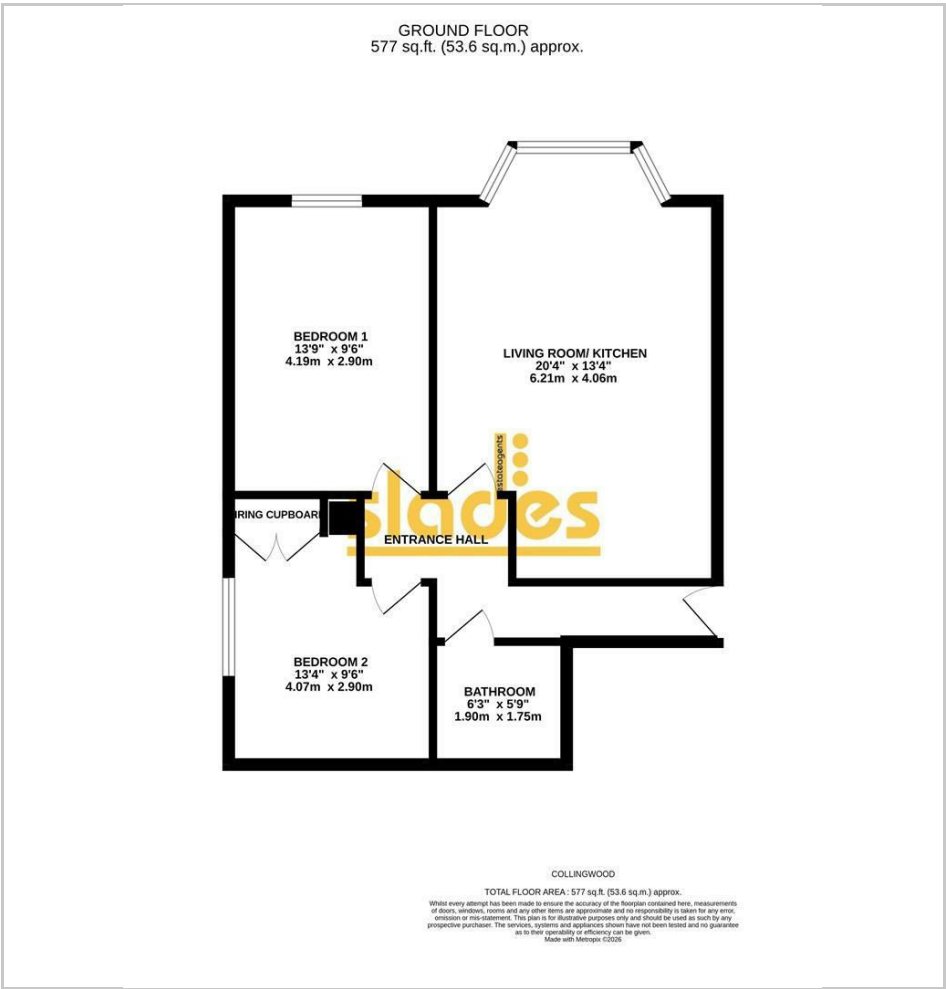 GROUND FLOOR
577 sq.ft. (53.6 sq.m.) approx.
BEDROOM 1
13'9" x 9'6"
4.19m x 2.90m
LIVING ROOM/ KITCHEN
20'4" x 13'4"
6.21m x 4.06m
estateagents
slades
IRING CUPBOARD
ENTRANCE HALL
BEDROOM 2
13'4" x 9'6"
4.07m x 2.90m
BATHROOM
6'3" x 5'9"
1.90m x 1.75m
COLLINGWOOD
TOTAL FLOOR AREA : 577 sq.ft. (53.6 sq.m.) approx.
Whilst every attempt has been made to ensure the accuracy of the floorplan contained here, measurements
of doors, windows, rooms and any other items are approximate and no responsibility is taken for any error,
omission or mis-statement. This plan is for illustrative purposes only and should be used as such by any
prospective purchaser. The services, systems and appliances shown have not been tested and no guarantee
as to their operability or efficiency can be given.
Made with Metropix ©2026